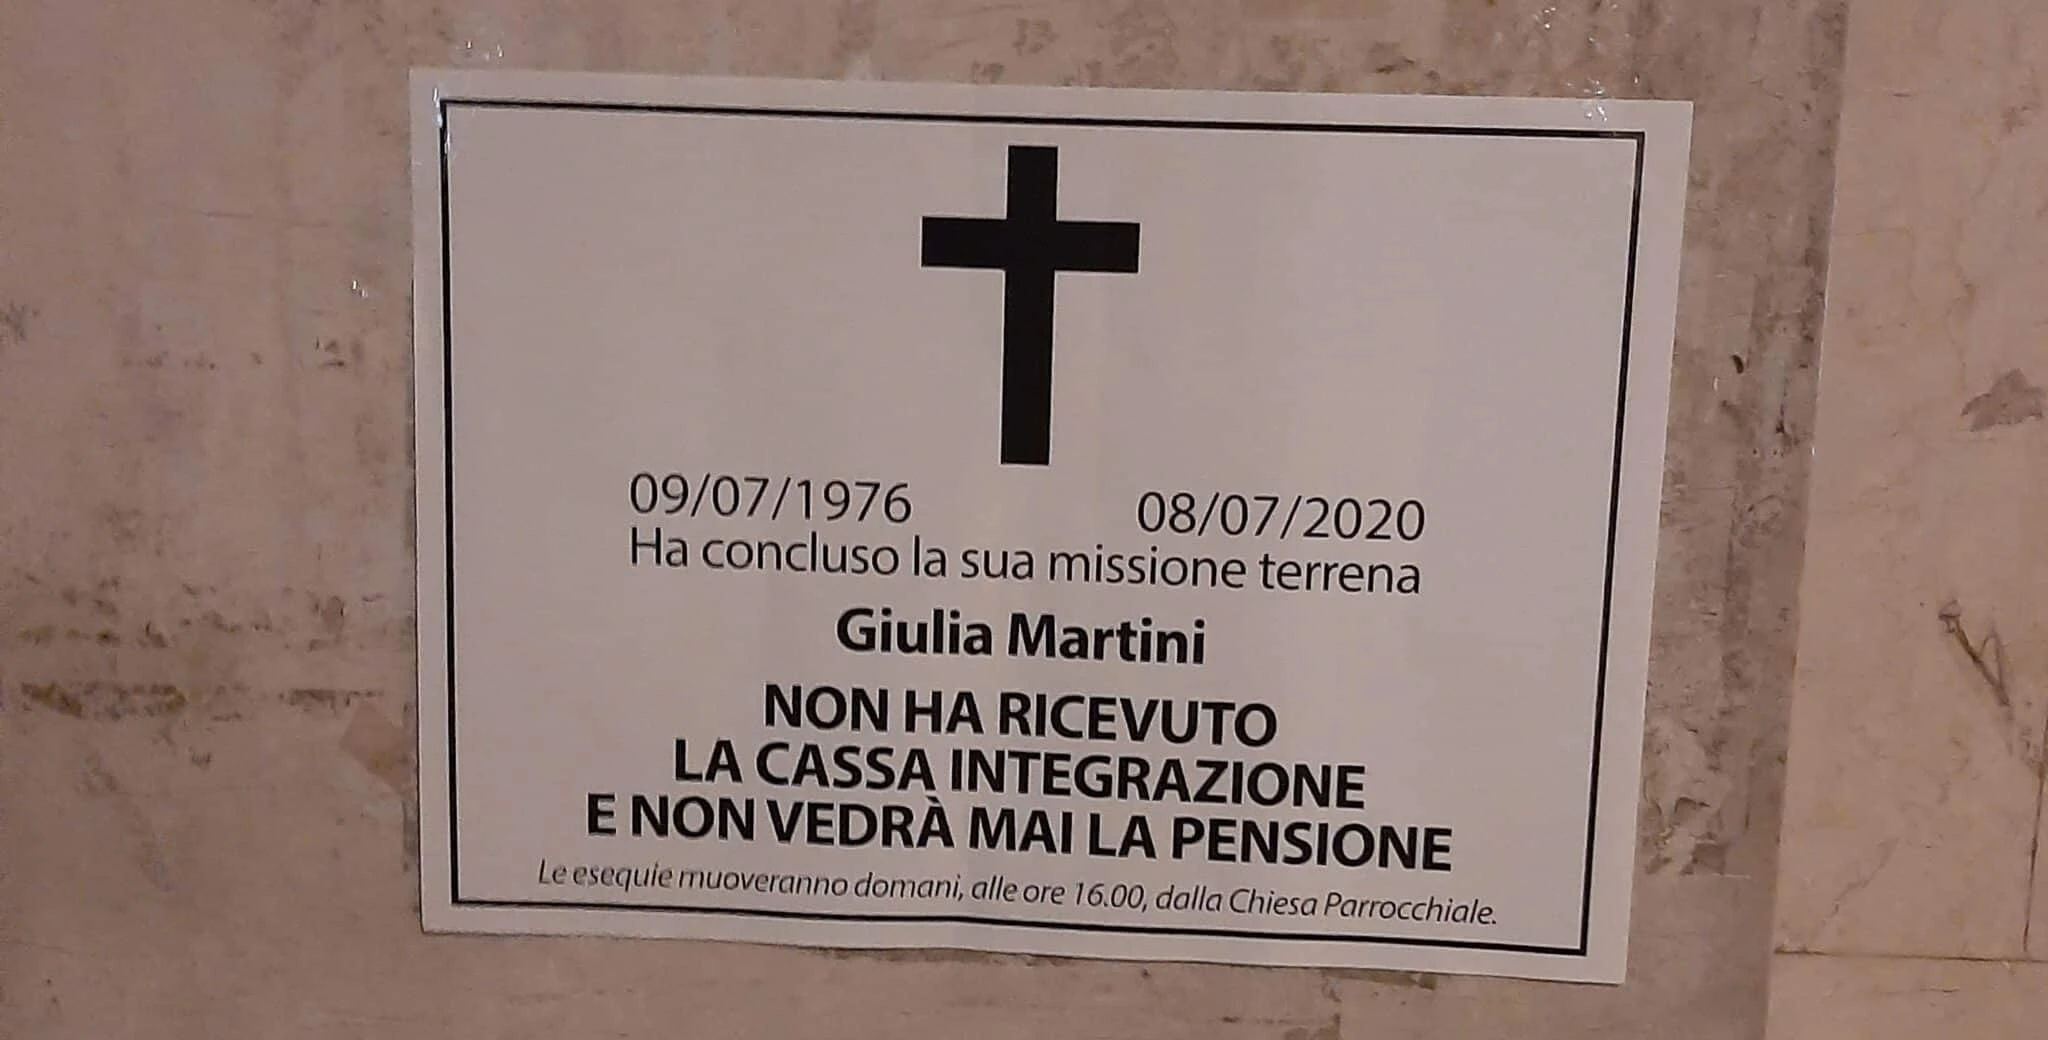 09/07/1976 08/07/2020
Ha concluso la sua missione terrena
Giulia Martini
NON HA RICEVUTO
LA CASSA INTEGRAZIONE
E NON VEDRÀ MAI LA PENSIONE
Le esequie muoveranno domani, alle ore 16.00, dalla Chiesa Parrocchiale.